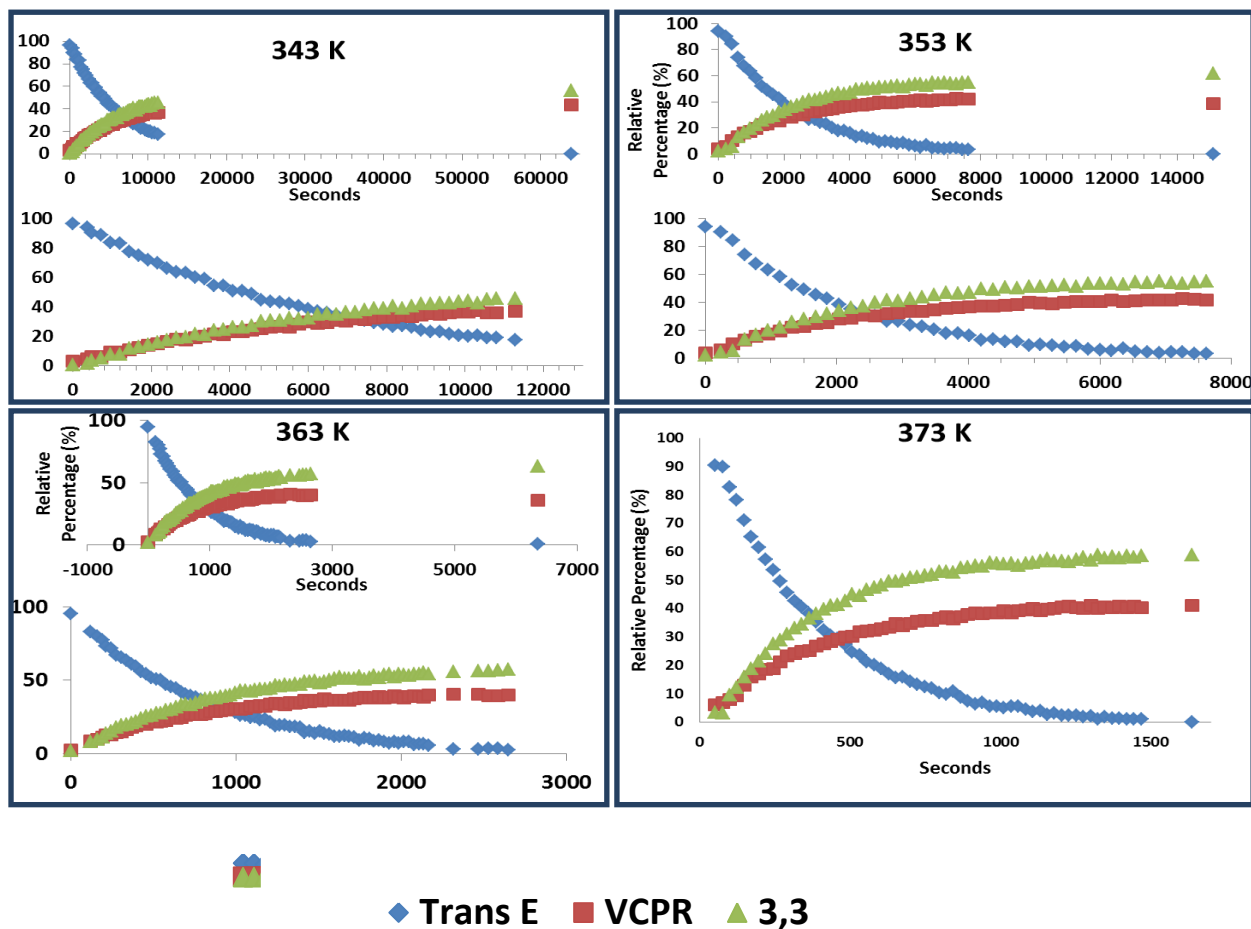 343 K
100
80
60
40
20
0
0 10000 20000 30000 40000 50000 60000
Seconds
100
80
60
40
20
0
0 2000 4000 6000 8000 10000 12000
353 K
Relative
Percentage (%)
100
80
60
40
20
0
0 2000 4000 6000 8000 10000 12000 14000
Seconds
100
80
60
40
20
0
0 2000 4000 6000 8000
363 K
Relative
Percentage (%)
100
50
0
-1000 1000 3000 5000 7000
Seconds
100
50
0
0 1000 2000 3000
373 K
Relative Percentage (%)
100
90
80
70
60
50
40
30
20
10
0
0 500 1000 1500
Seconds
Trans E VCPR 3,3